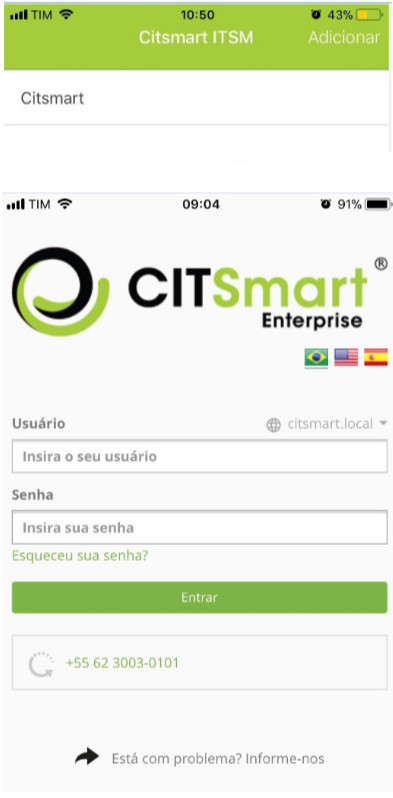 TIM 10:50 43%
Citsmart ITSM Adicionar
Citsmart
TIM 09:04 91%
CITSmart®
Enterprise
Usuário citsmart.local
Insira o seu usuário
Senha
Insira sua senha
Esqueceu sua senha?
Entrar
+55 62 3003-0101
Está com problema? Informe-nos